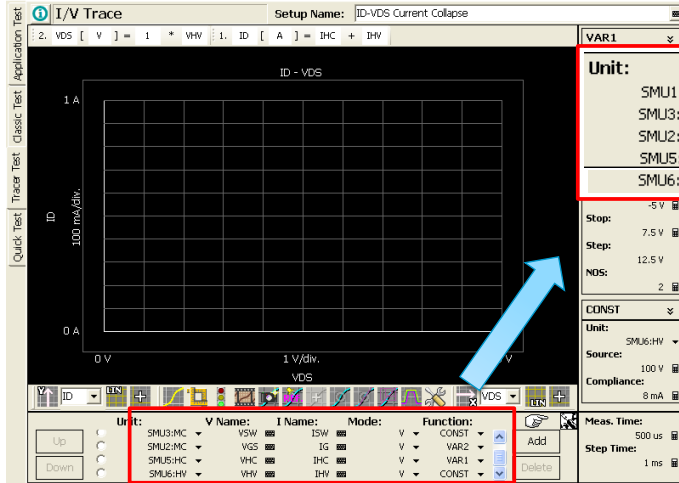 I/V Trace
Setup Name: ID-VDS Current Collapse
2. VDS [ V ] = 1 * VHV 1. ID [ A ] = IHC + IHV
Application Test
Classic Test
Tracer Test
Quick Test
ID - VDS
1 A
ID
100 mA/div.
0 A
0 V 1 V/div. V
VDS
VAR1
Unit:
SMU1
SMU3:
SMU2:
SMU5:
SMU6:
-5 V
Stop:
7.5 V
Step:
12.5 V
NOS:
2
CONST
Unit:
SMU6:HV
Source:
100 V
Compliance:
8 mA
Y ID LIN
X VDS LIN
Unit: V Name: I Name: Mode: Function:
SMU3:MC VSW ISW V CONST
SMU2:MC VGS IG V VAR2
SMU5:HC VHC IHC V VAR1
SMU6:HV VHV IHV V CONST
Up
Down
Add
Delete
Meas. Time:
500 us
Step Time:
1 ms